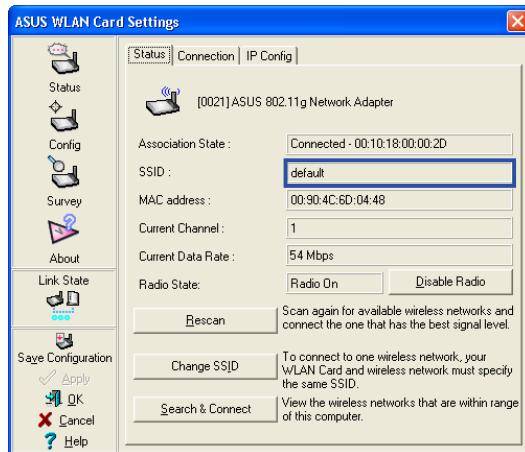 ASUS WLAN Card Settings
Status
Config
Survey
About
Link State
Save Configuration
Apply
OK
Cancel
Help
Status Connection IP Config
[0021] ASUS 802.11g Network Adapter
Association State : Connected - 00:10:18:00:00:2D
SSID : default
MAC address : 00:90:4C:6D:04:48
Current Channel : 1
Current Data Rate : 54 Mbps
Radio State: Radio On Disable Radio
Rescan
Scan again for available wireless networks and
connect the one that has the best signal level.
Change SSID
To connect to one wireless network, your
WLAN Card and wireless network must specify
the same SSID.
Search & Connect
View the wireless networks that are within range
of this computer.